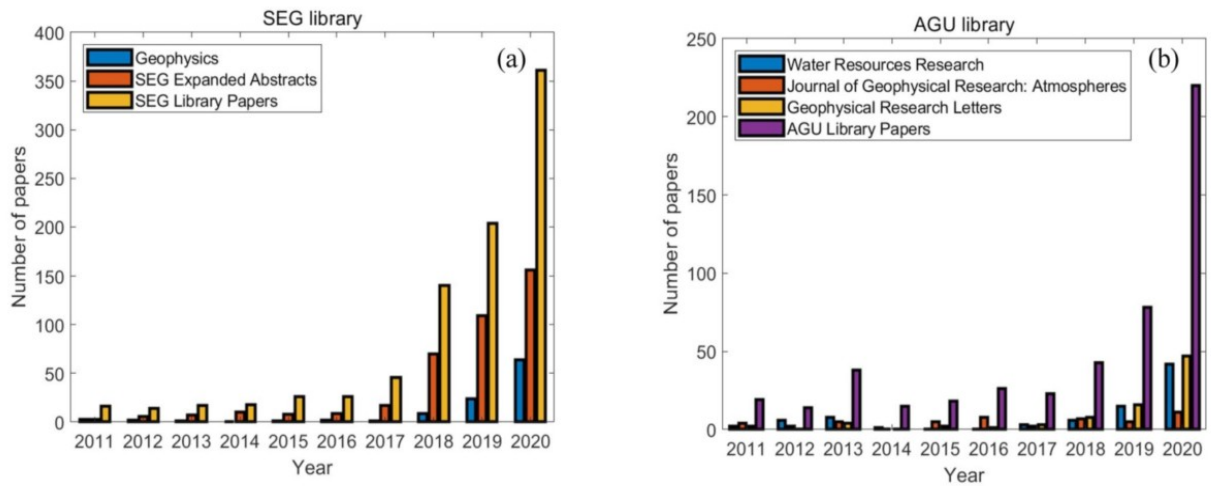 SEG library
400
350
300
250
200
150
100
50
0
Number of papers
Geophysics
SEG Expanded Abstracts
SEG Library Papers
(a)
2011 2012 2013 2014 2015 2016 2017 2018 2019 2020
Year
AGU library
250
200
150
100
50
0
Number of papers
Water Resources Research
Journal of Geophysical Research: Atmospheres
Geophysical Research Letters
AGU Library Papers
(b)
2011 2012 2013 2014 2015 2016 2017 2018 2019 2020
Year